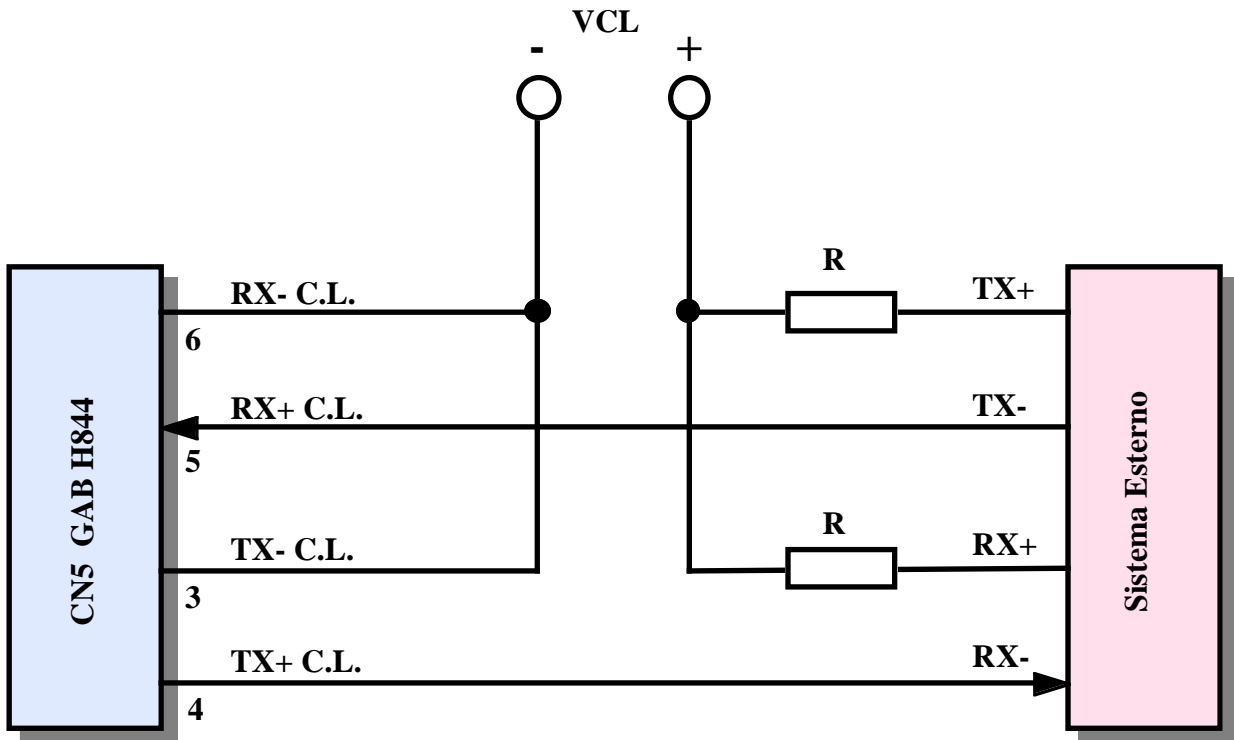 VCL
- +
R
RX- C.L. TX+
6
RX+ C.L. TX-
5
R
TX- C.L. RX+
3
TX+ C.L. RX-
4
CN5 GAB H844
Sistema Esterno